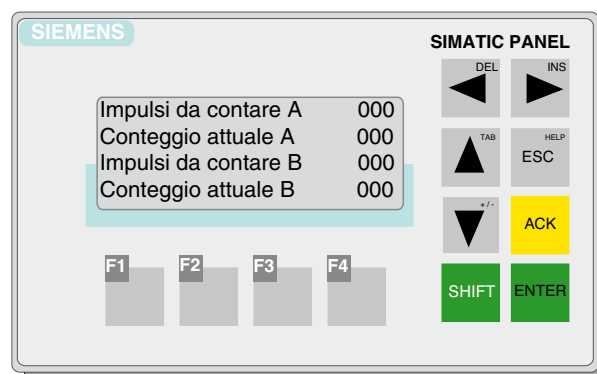 SIEMENS
SIMATIC PANEL
DEL
INS
Impulsi da contare A 000
Conteggio attuale A 000
Impulsi da contare B 000
Conteggio attuale B 000
TAB
HELP
ESC
+/-
ACK
F1 F2 F3 F4
SHIFT ENTER